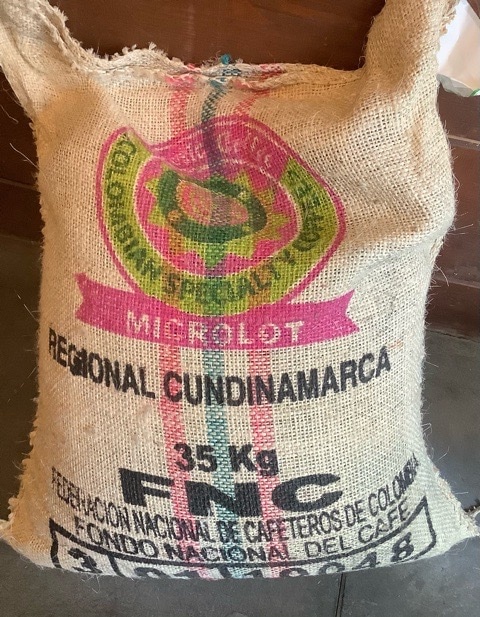 COLOMBIAN SPECIALTY COFFEE
MICROLOT
REGIONAL CUNDINAMARCA
35 Kg
FNC
FEDERACION NACIONAL DE CAFETEROS DE COLOMBIA
FONDO NACIONAL DEL CAFE
3